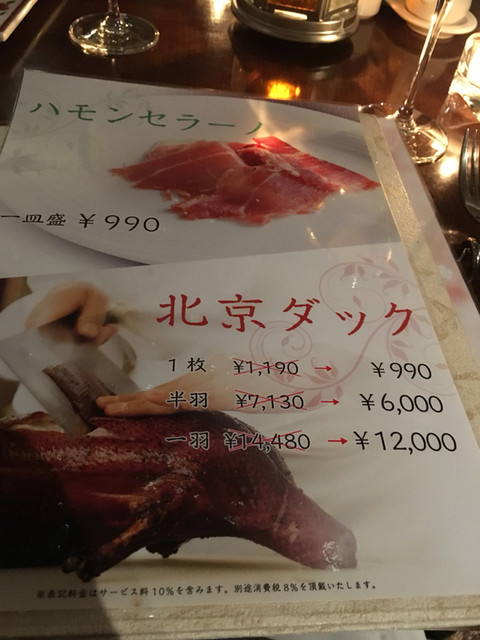 ハモンセラーノ
一皿盛 ¥990
北京ダック
1枚 ¥1,190 → ¥990
半羽 ¥7,130 → ¥6,000
一羽 ¥14,480 → ¥12,000
※表記料金はサービス料10%を含みます。別途消費税8%を頂戴いたします。